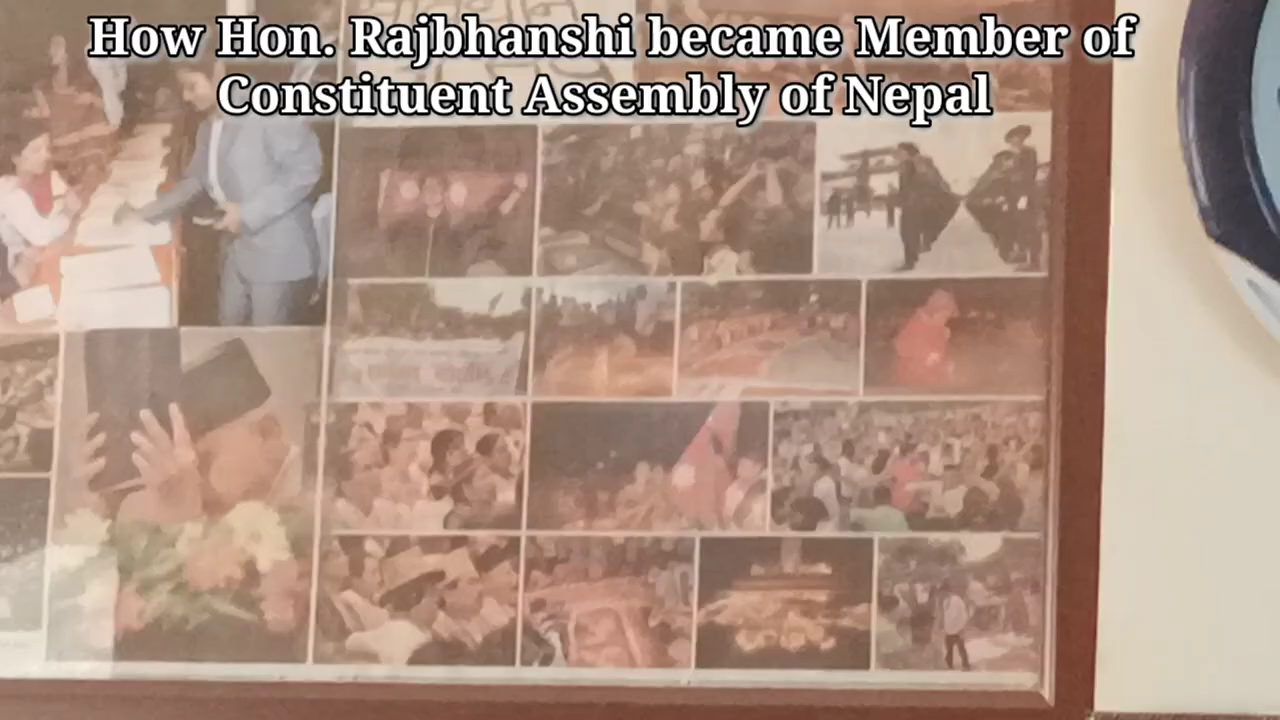 How Hon. Rajbhanshi became Member of
Constituent Assembly of Nepal